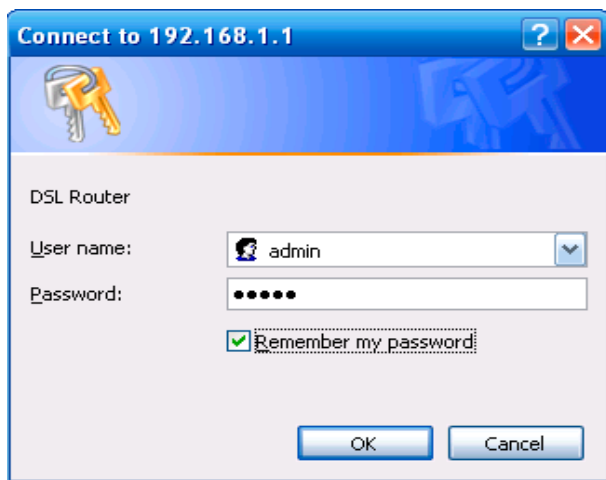 Connect to 192.168.1.1
?
DSL Router
User name: admin
Password: •••••
Remember my password
OK Cancel